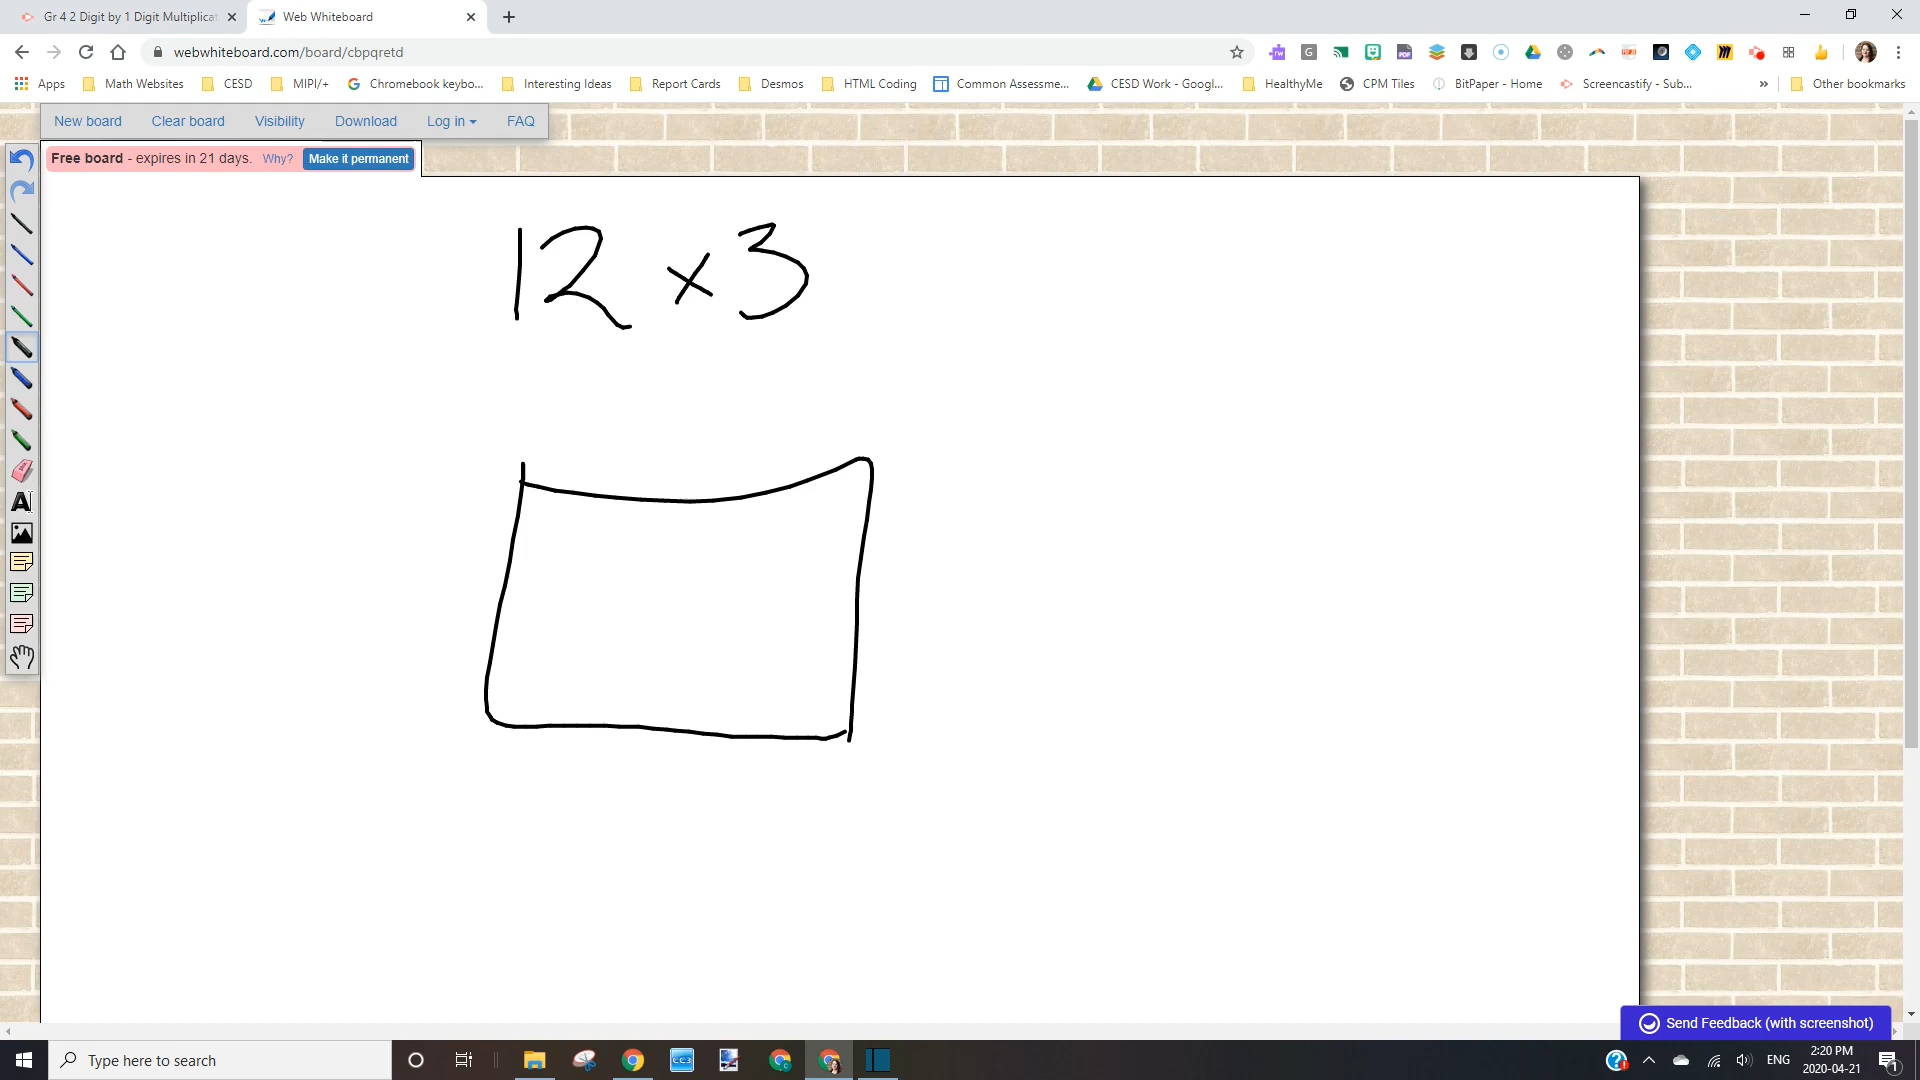 Gr 4 2 Digit by 1 Digit Multiplicat
Web Whiteboard
webwhiteboard.com/board/cbpqretd
Apps Math Websites CESD MIPI/+ Chromebook keybo... Interesting Ideas Report Cards Desmos HTML Coding Common Assessme... CESD Work - Googl... HealthyMe CPM Tiles BitPaper - Home Screencastify - Sub... » Other bookmarks
New board Clear board Visibility Download Log in FAQ
Free board - expires in 21 days. Why? Make it permanent
12 x 3
A
Send Feedback (with screenshot)
Type here to search
ENG
2:20 PM
2020-04-21